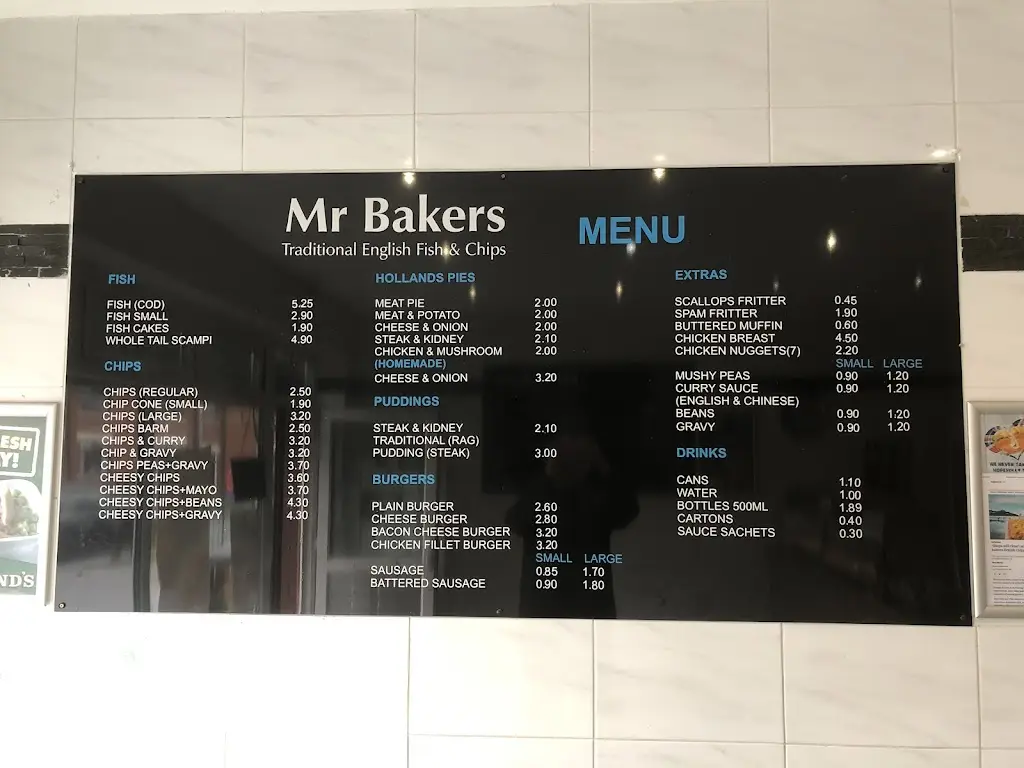 Mr Bakers
Traditional English Fish & Chips
MENU
FISH
FISH (COD) 5.25
FISH SMALL 2.90
FISH CAKES 1.90
WHOLE TAIL SCAMPI 4.90
CHIPS
CHIPS (REGULAR) 2.50
CHIP CONE (SMALL) 1.90
CHIPS (LARGE) 3.20
CHIPS BARM 2.50
CHIPS & CURRY 3.20
CHIP & GRAVY 3.20
CHIPS PEAS+GRAVY 3.70
CHEESY CHIPS 3.60
CHEESY CHIPS+MAYO 3.70
CHEESY CHIPS+BEANS 4.30
CHEESY CHIPS+GRAVY 4.30
HOLLANDS PIES
MEAT PIE 2.00
MEAT & POTATO 2.00
CHEESE & ONION 2.00
STEAK & KIDNEY 2.10
CHICKEN & MUSHROOM 2.00
(HOMEMADE)
CHEESE & ONION 3.20
PUDDINGS
STEAK & KIDNEY 2.10
TRADITIONAL (RAG)
PUDDING (STEAK) 3.00
BURGERS
PLAIN BURGER 2.60
CHEESE BURGER 2.80
BACON CHEESE BURGER 3.20
CHICKEN FILLET BURGER 3.20
SMALL LARGE
SAUSAGE 0.85 1.70
BATTERED SAUSAGE 0.90 1.80
EXTRAS
SCALLOPS FRITTER 0.45
SPAM FRITTER 1.90
BUTTERED MUFFIN 0.60
CHICKEN BREAST 4.50
CHICKEN NUGGETS(7) 2.20
SMALL LARGE
MUSHY PEAS 0.90 1.20
CURRY SAUCE 0.90 1.20
(ENGLISH & CHINESE)
BEANS 0.90 1.20
GRAVY 0.90 1.20
DRINKS
CANS 1.10
WATER 1.00
BOTTLES 500ML 1.89
CARTONS 0.40
SAUCE SACHETS 0.30
ESH
Y!
ND'S